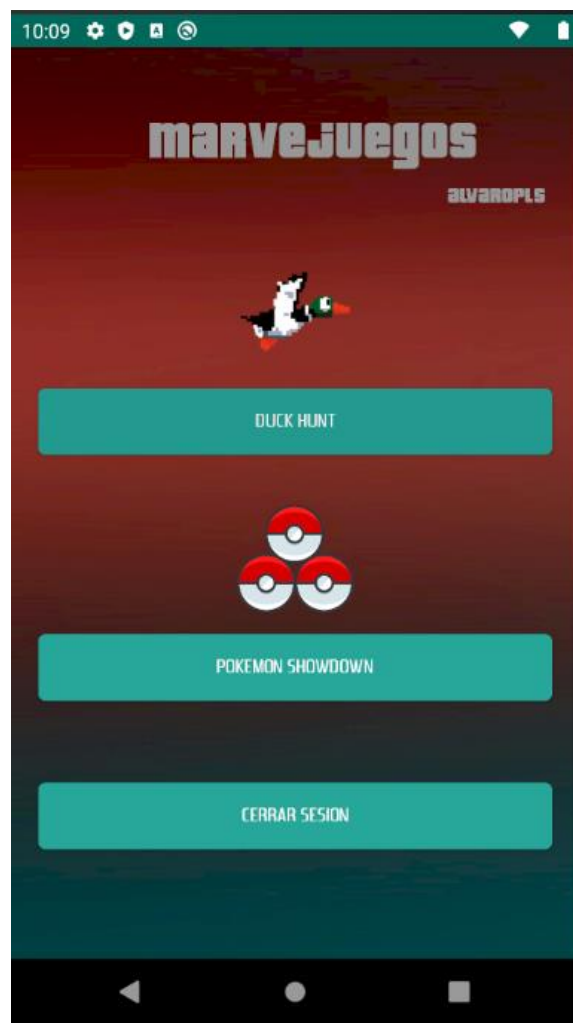 10:09
marvejuegos
alvaropls
DUCK HUNT
POKEMON SHOWDOWN
CERRAR SESION